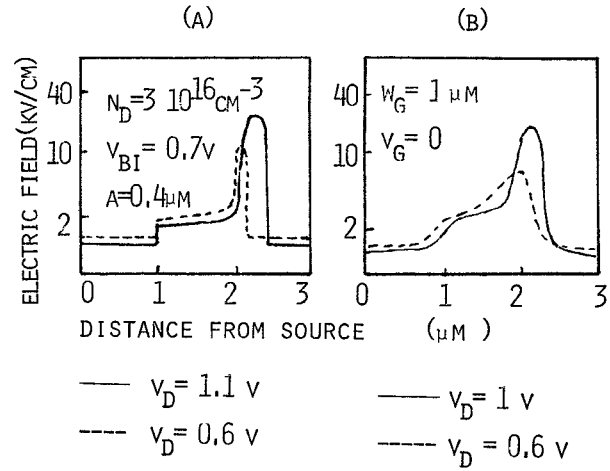 (A)
(B)
ELECTRIC FIELD(KV/CM)
40
10
2
N_D=3 10^16 CM^-3
V_BI= 0.7V
A=0.4μM
0
1
2
3
40
10
2
W_G= 1 μM
V_G= 0
0
1
2
3
DISTANCE FROM SOURCE (μM)
V_D= 1.1 V
V_D= 0.6 V
V_D= 1 V
V_D = 0.6 V